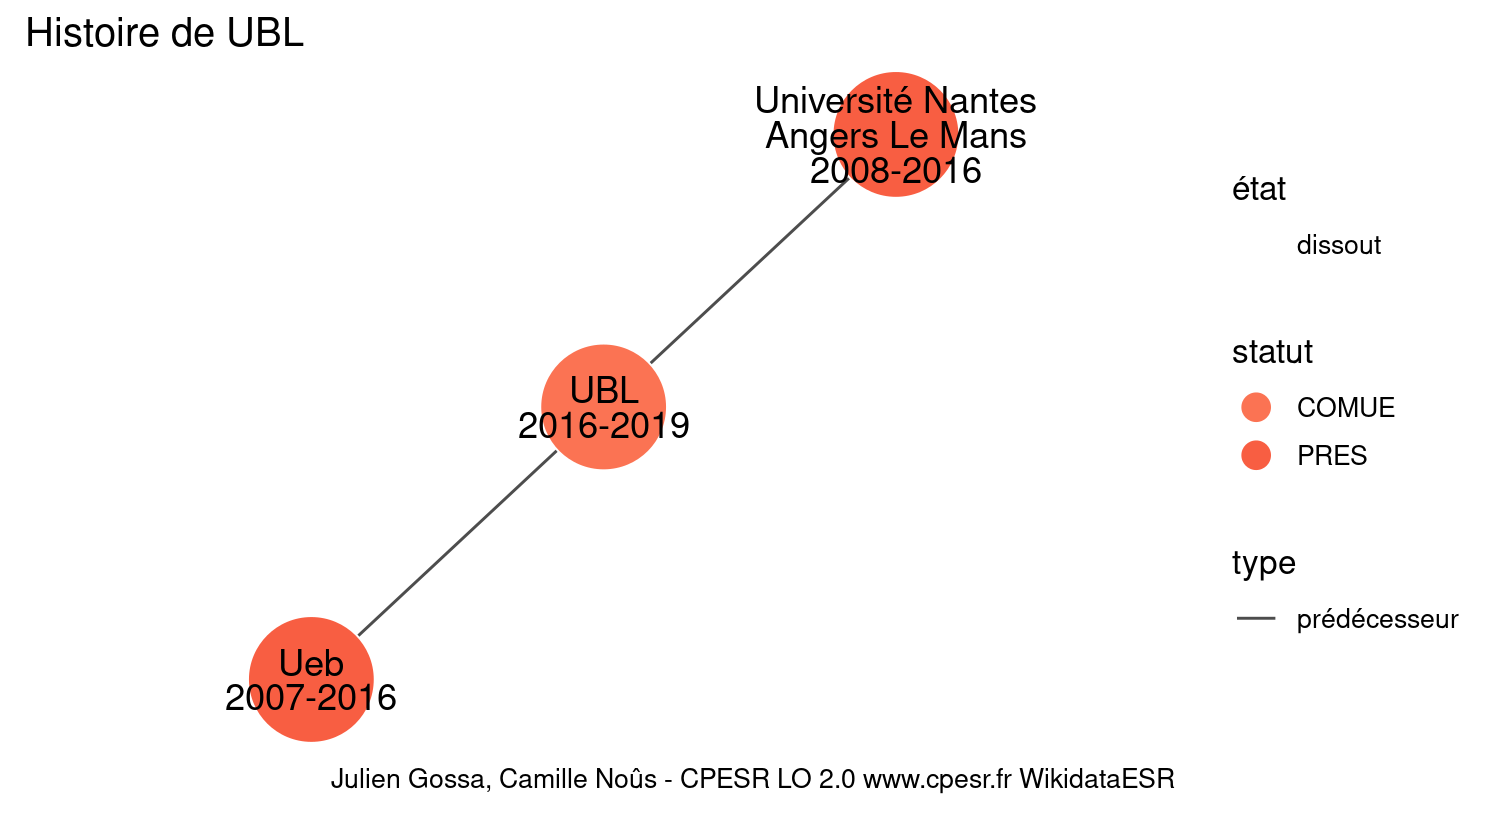 Histoire de UBL
Université Nantes
Angers Le Mans
2008-2016
UBL
2016-2019
Ueb
2007-2016
état
dissout
statut
COMUE
PRES
type
prédécesseur
Julien Gossa, Camille Noûs - CPESR LO 2.0 www.cpesr.fr WikidataESR